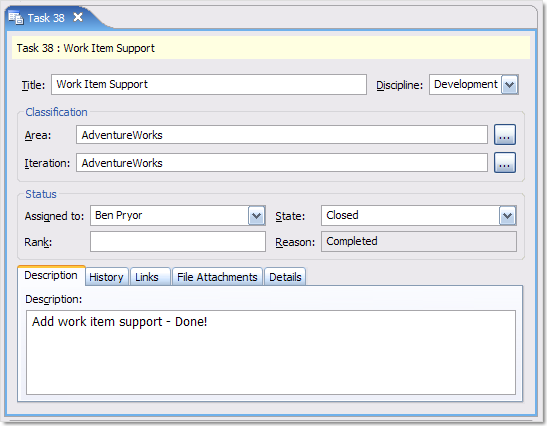 Task 38
Task 38 : Work Item Support
Title: Work Item Support Discipline: Development
Classification
Area: AdventureWorks ...
Iteration: AdventureWorks ...
Status
Assigned to: Ben Pryor State: Closed
Rank: Reason: Completed
Description History Links File Attachments Details
Description:
Add work item support - Done!